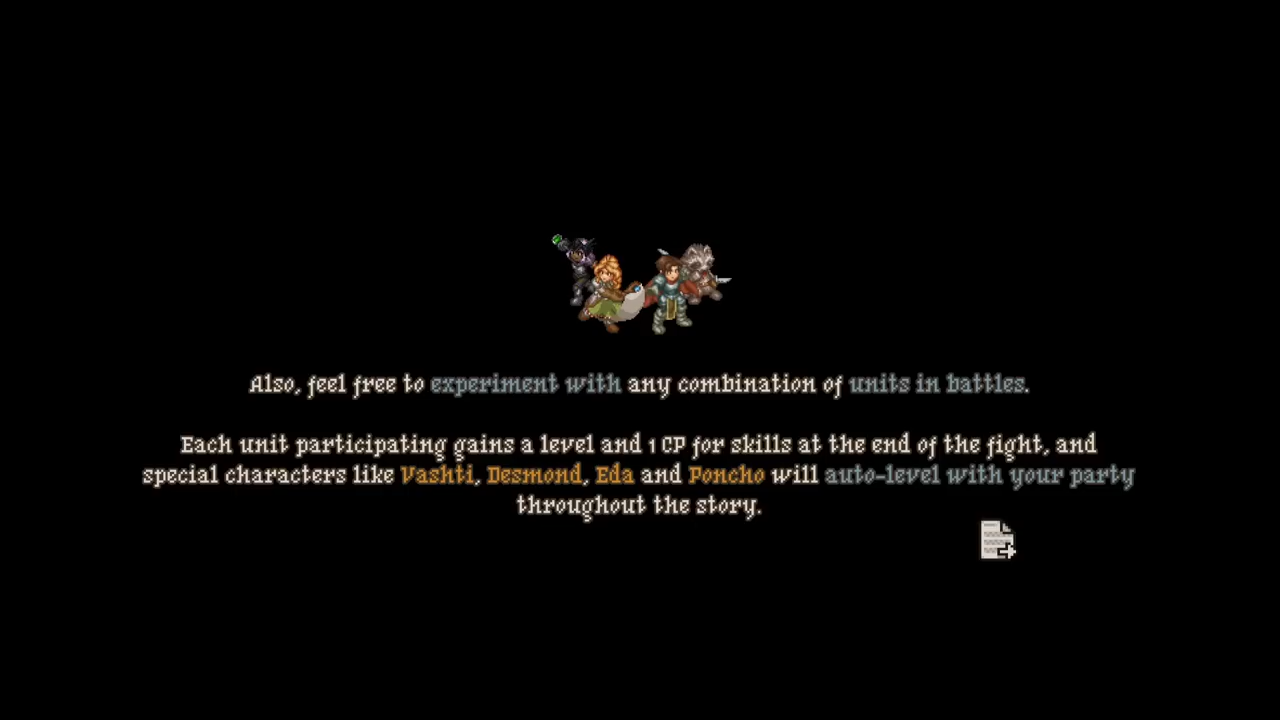 Also, feel free to experiment with any combination of units in battles.
Each unit participating gains a level and 1 CP for skills at the end of the fight, and
special characters like Vashti, Desmond, Eda and Poncho will auto-level with your party
throughout the story.